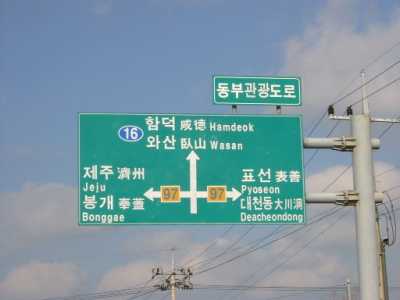 동부관광도로
16
함덕 咸德 Hamdeok
와산 臥山 Wasan
제주 濟州
Jeju
봉개 奉蓋
Bonggae
97
97
표선 表善
Pyoseon
대천동 大川洞
Deacheondong